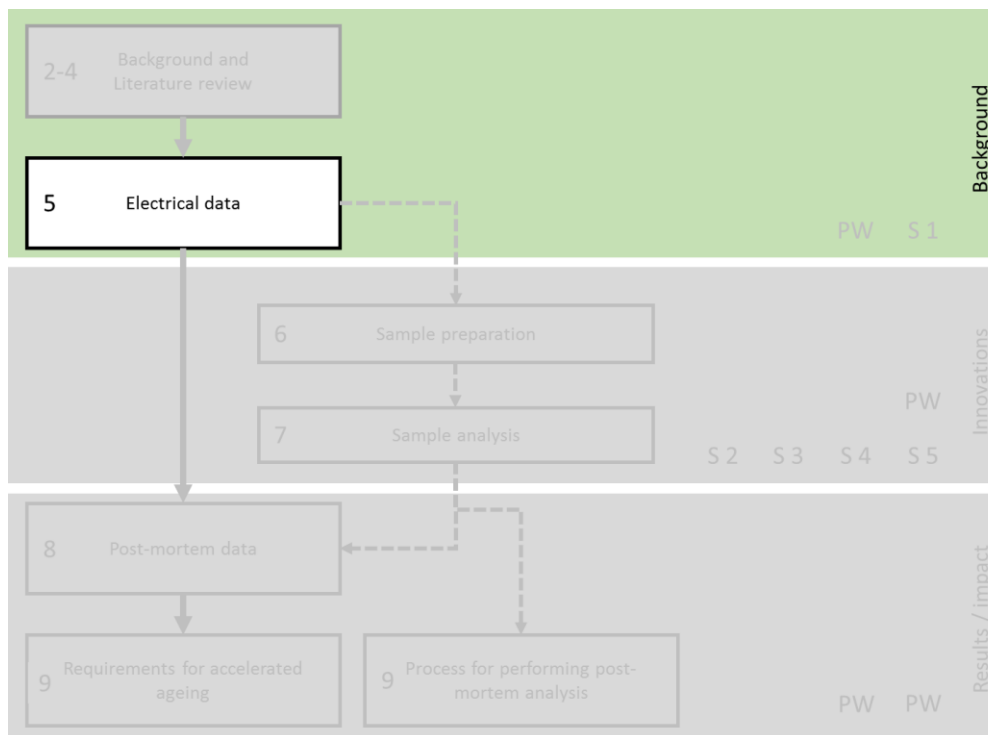 2-4
Background and
Literature review
Background
5
Electrical data
PW
S 1
6
Sample preparation
Innovations
PW
7
Sample analysis
S 2
S 3
S 4
S 5
8
Post-mortem data
Results / impact
9
Requirements for accelerated
ageing
9
Process for performing post-
mortem analysis
PW
PW